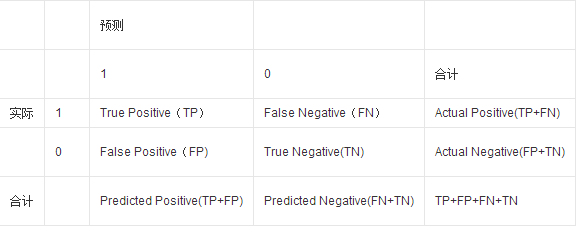 预测
1 0 合计
实际 1 True Positive（TP） False Negative（FN） Actual Positive(TP+FN)
0 False Positive（FP) True Negative(TN) Actual Negative(FP+TN)
合计 Predicted Positive(TP+FP) Predicted Negative(FN+TN) TP+FP+FN+TN